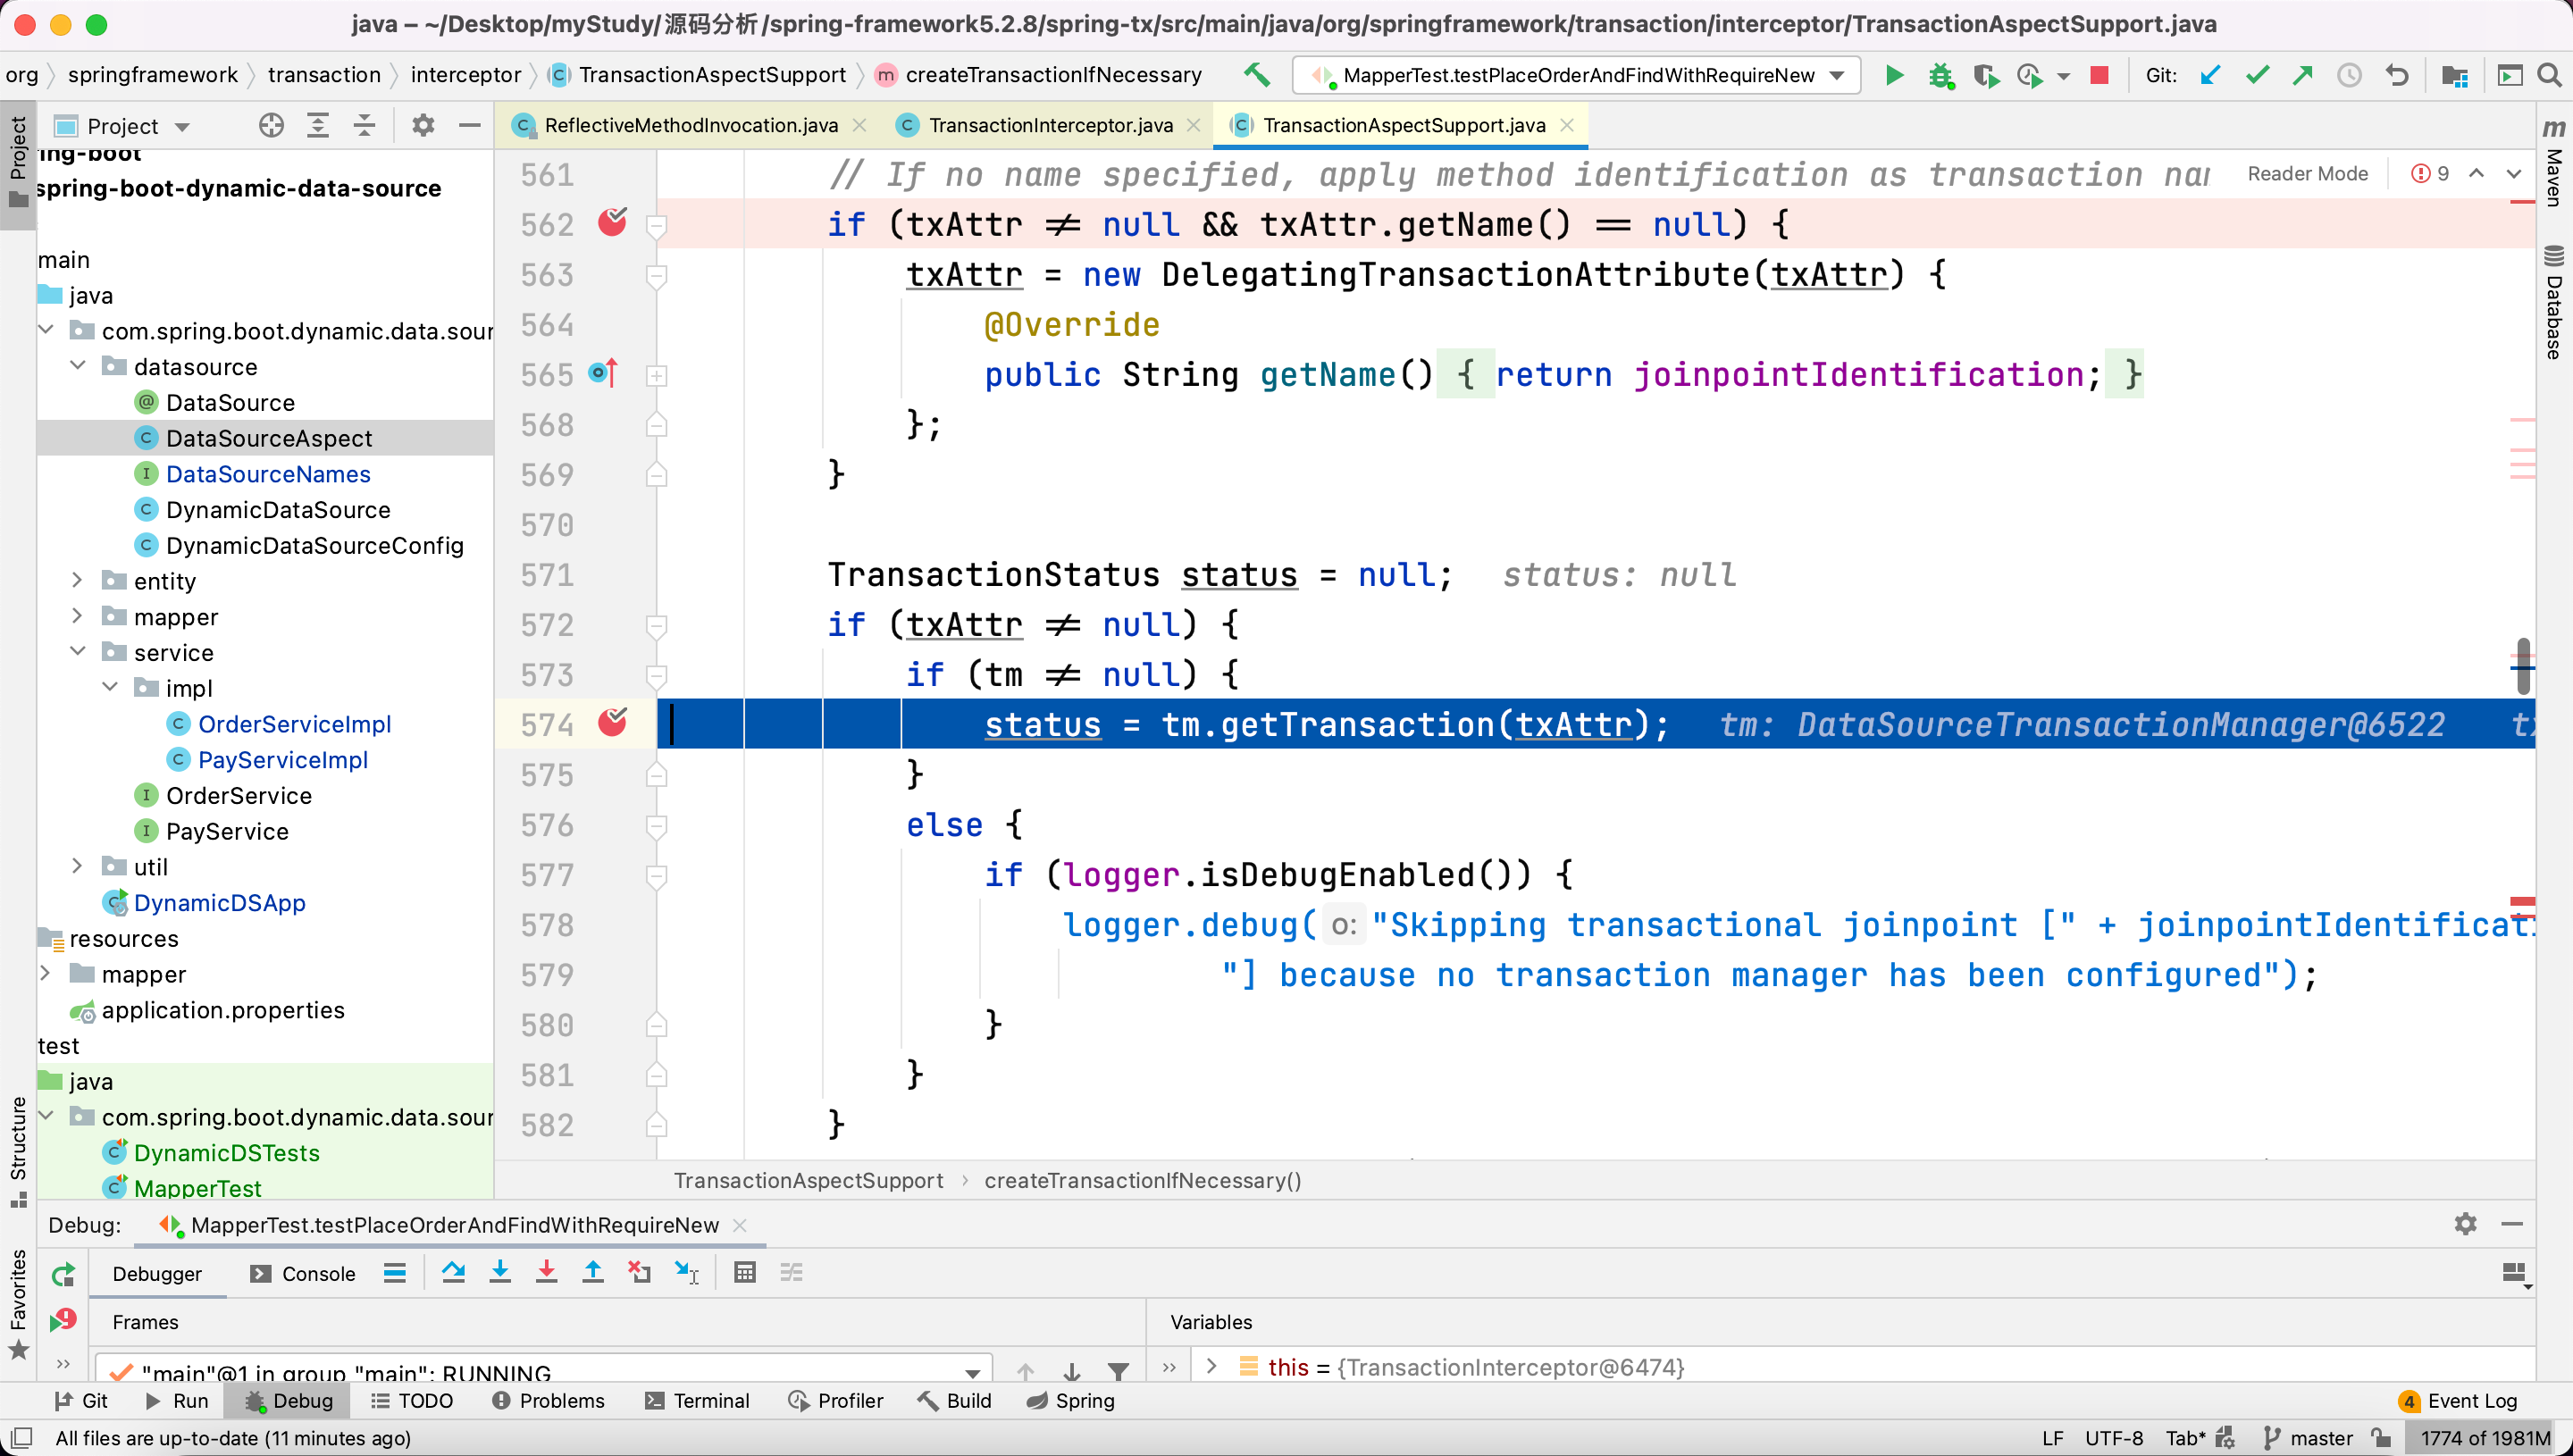 java – ~/Desktop/myStudy/源码分析/spring-framework5.2.8/spring-tx/src/main/java/org/springframework/transaction/interceptor/TransactionAspectSupport.java
org springframework transaction interceptor TransactionAspectSupport createTransactionIfNecessary MapperTest.testPlaceOrderAndFindWithRequireNew Git:
Project
ReflectiveMethodInvocation.java TransactionInterceptor.java TransactionAspectSupport.java
Project
Structure
Favorites
spring-boot-dynamic-data-source
main
java
com.spring.boot.dynamic.data.sour
datasource
DataSource
DataSourceAspect
DataSourceNames
DynamicDataSource
DynamicDataSourceConfig
entity
mapper
service
impl
OrderServiceImpl
PayServiceImpl
OrderService
PayService
util
DynamicDSApp
resources
mapper
application.properties
test
java
com.spring.boot.dynamic.data.sour
DynamicDSTests
MapperTest
561 // If no name specified, apply method identification as transaction nam
Reader Mode 9
562 if (txAttr ≠ null && txAttr.getName() == null) {
563 txAttr = new DelegatingTransactionAttribute(txAttr) {
564 @Override
565 public String getName() { return joinpointIdentification; }
568 };
569 }
570
571 TransactionStatus status = null; status: null
572 if (txAttr ≠ null) {
573 if (tm ≠ null) {
574 status = tm.getTransaction(txAttr); tm: DataSourceTransactionManager@6522 tx
575 }
576 else {
577 if (logger.isDebugEnabled()) {
578 logger.debug( o: "Skipping transactional joinpoint [" + joinpointIdentificati
579 "] because no transaction manager has been configured");
580 }
581 }
582 }
TransactionAspectSupport createTransactionIfNecessary()
Maven
Database
Debug: MapperTest.testPlaceOrderAndFindWithRequireNew
Debugger Console
Frames
Variables
"main"@1 in group "main": RUNNING
this = {TransactionInterceptor@6474}
Git Run Debug TODO Problems Terminal Profiler Build Spring 4 Event Log
All files are up-to-date (11 minutes ago) LF UTF-8 Tab* master 1774 of 1981M